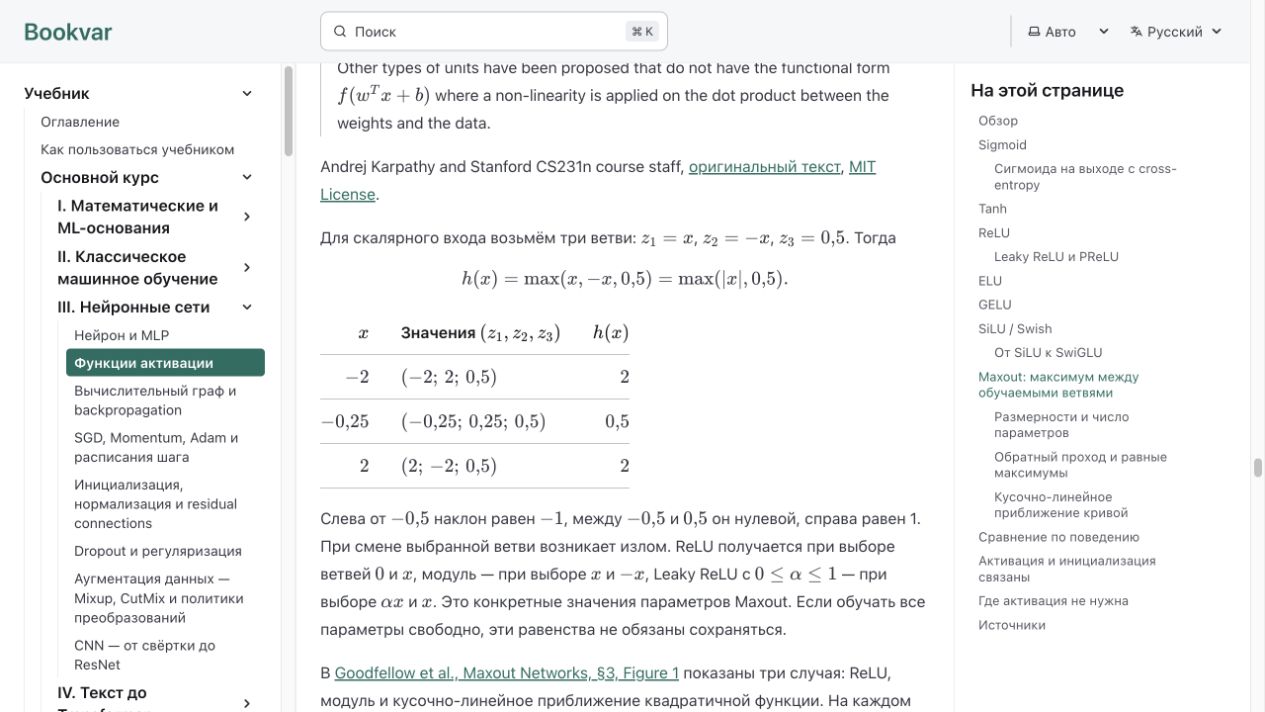 Bookvar
Поиск
⌘ K
Авто
Русский
Учебник
Оглавление
Как пользоваться учебником
Основной курс
I. Математические и
ML-основания
II. Классическое
машинное обучение
III. Нейронные сети
Нейрон и MLP
Функции активации
Вычислительный граф и
backpropagation
SGD, Momentum, Adam и
расписания шага
Инициализация,
нормализация и residual
connections
Dropout и регуляризация
Аугментация данных —
Mixup, CutMix и политики
преобразований
CNN — от свёртки до
ResNet
IV. Текст до
Other types of units have been proposed that do not have the functional form
f(w^T x + b) where a non-linearity is applied on the dot product between the
weights and the data.
Andrej Karpathy and Stanford CS231n course staff, оригинальный текст, MIT
License.
Для скалярного входа возьмём три ветви: z₁ = x, z₂ = −x, z₃ = 0,5. Тогда
h(x) = max(x, −x, 0,5) = max(|x|, 0,5).
x Значения (z₁, z₂, z₃) h(x)
−2 (−2; 2; 0,5) 2
−0,25 (−0,25; 0,25; 0,5) 0,5
2 (2; −2; 0,5) 2
Слева от −0,5 наклон равен −1, между −0,5 и 0,5 он нулевой, справа равен 1.
При смене выбранной ветви возникает излом. ReLU получается при выборе
ветвей 0 и x, модуль — при выборе x и −x, Leaky ReLU с 0 ≤ α ≤ 1 — при
выборе αx и x. Это конкретные значения параметров Maxout. Если обучать все
параметры свободно, эти равенства не обязаны сохраняться.
В Goodfellow et al., Maxout Networks, §3, Figure 1 показаны три случая: ReLU,
модуль и кусочно-линейное приближение квадратичной функции. На каждом
На этой странице
Обзор
Sigmoid
Сигмоида на выходе с cross-
entropy
Tanh
ReLU
Leaky ReLU и PReLU
ELU
GELU
SiLU / Swish
От SiLU к SwiGLU
Maxout: максимум между
обучаемыми ветвями
Размерности и число
параметров
Обратный проход и равные
максимумы
Кусочно-линейное
приближение кривой
Сравнение по поведению
Активация и инициализация
связаны
Где активация не нужна
Источники